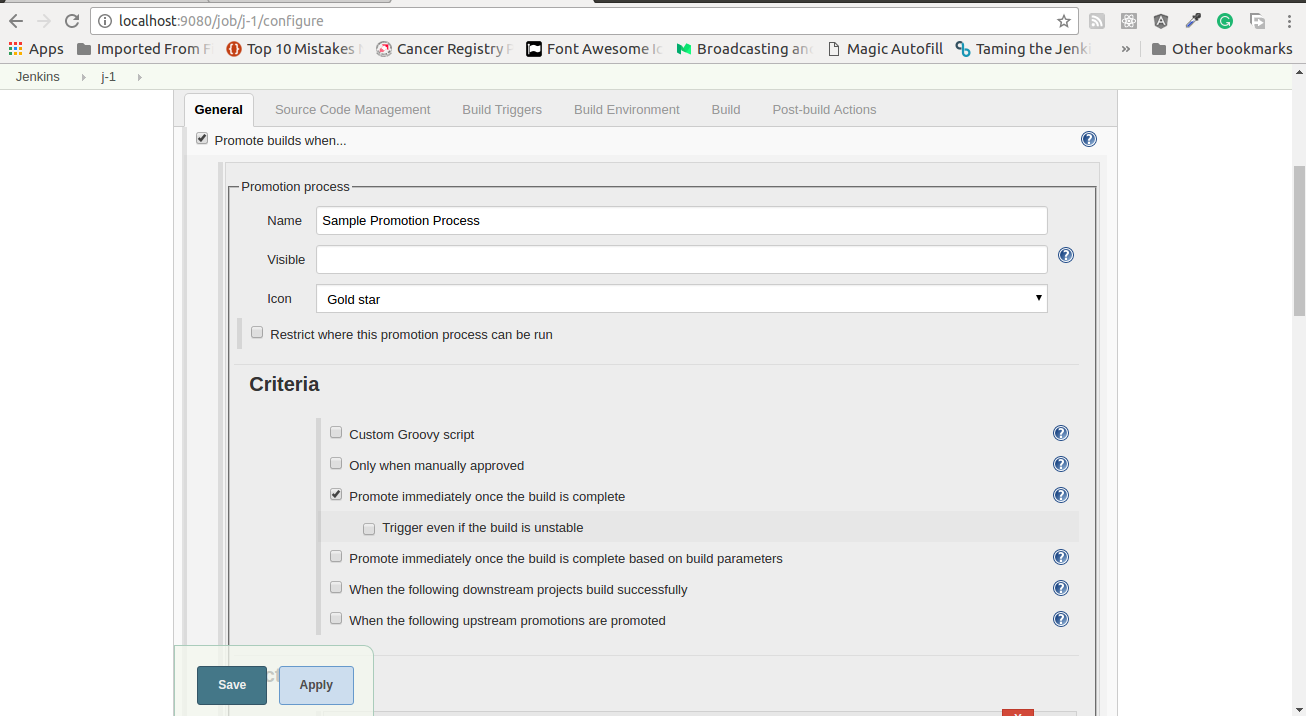 localhost:9080/job/j-1/configure
Apps Imported From Top 10 Mistakes Cancer Registry Font Awesome Broadcasting Magic Autofill Taming the » Other bookmarks
Jenkins j-1
General Source Code Management Build Triggers Build Environment Build Post-build Actions
Promote builds when...
Promotion process
Name Sample Promotion Process
Visible
Icon Gold star
Restrict where this promotion process can be run
Criteria
Custom Groovy script
Only when manually approved
Promote immediately once the build is complete
Trigger even if the build is unstable
Promote immediately once the build is complete based on build parameters
When the following downstream projects build successfully
When the following upstream promotions are promoted
Save Apply